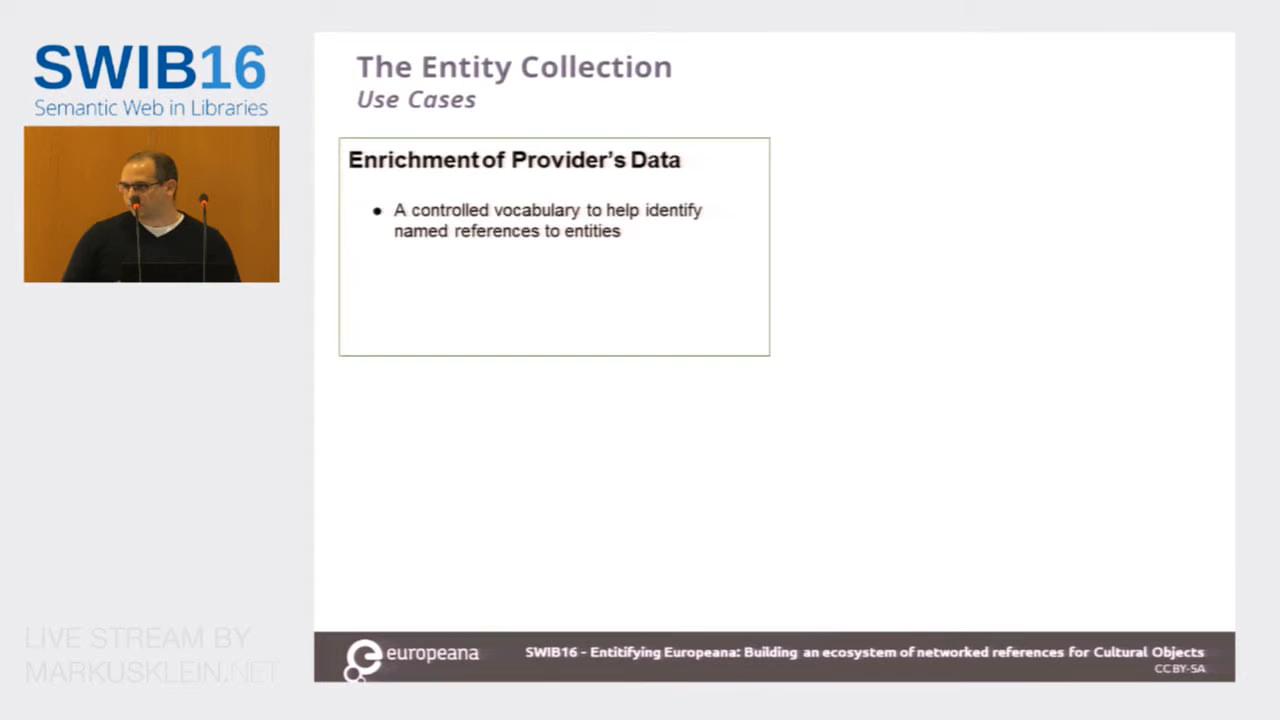 SWIB16
Semantic Web in Libraries
The Entity Collection
Use Cases
Enrichment of Provider's Data
• A controlled vocabulary to help identify
named references to entities
LIVE STREAM BY
MARKUSKLEIN.NET
europeana
SWIB16 - Entitifying Europeana: Building an ecosystem of networked references for Cultural Objects
CC BY-SA